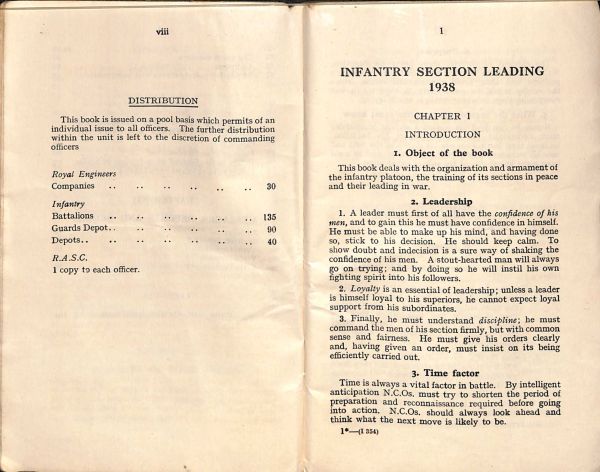 viii
DISTRIBUTION
This book is issued on a pool basis which permits of an
individual issue to all officers. The further distribution
within the unit is left to the discretion of commanding
officers
Royal Engineers
Companies .. .. .. .. .. .. 30
Infantry
Battalions .. .. .. .. .. .. 135
Guards Depot.. .. .. .. .. .. 90
Depots.. .. .. .. .. .. .. 40
R.A.S.C.
1 copy to each officer.
1
INFANTRY SECTION LEADING
1938
CHAPTER 1
INTRODUCTION
1. Object of the book
This book deals with the organization and armament of
the infantry platoon, the training of its sections in peace
and their leading in war.
2. Leadership
1. A leader must first of all have the confidence of his
men, and to gain this he must have confidence in himself.
He must be able to make up his mind, and having done
so, stick to his decision. He should keep calm. To
show doubt and indecision is a sure way of shaking the
confidence of his men. A stout-hearted man will always
go on trying; and by doing so he will instil his own
fighting spirit into his followers.
2. Loyalty is an essential of leadership; unless a leader
is himself loyal to his superiors, he cannot expect loyal
support from his subordinates.
3. Finally, he must understand discipline; he must
command the men of his section firmly, but with common
sense and fairness. He must give his orders clearly
and, having given an order, must insist on its being
efficiently carried out.
3. Time factor
Time is always a vital factor in battle. By intelligent
anticipation N.C.Os. must try to shorten the period of
preparation and reconnaissance required before going
into action. N.C.Os. should always look ahead and
think what the next move is likely to be.
1*—(I 354)